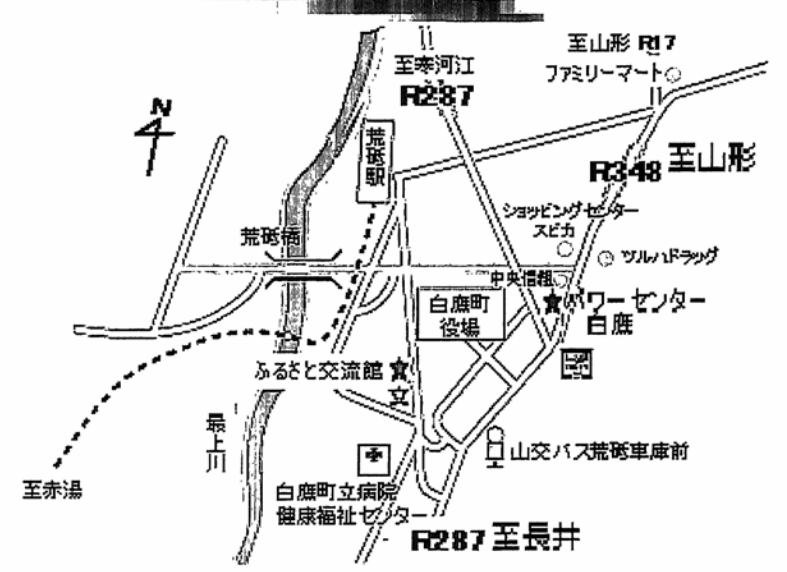 至山形 R17
ファミリーマート
至寒河江
R287
N
荒砥駅
R348 至山形
ショッピングセンター
スピカ
荒砥橋
ツルハドラッグ
中央信組
白鷹町
役場
パワーセンター
白鷹
ふるさと交流館
最上川
山交バス荒砥車庫前
至赤湯
白鷹町立病院
健康福祉センター
R287 至長井